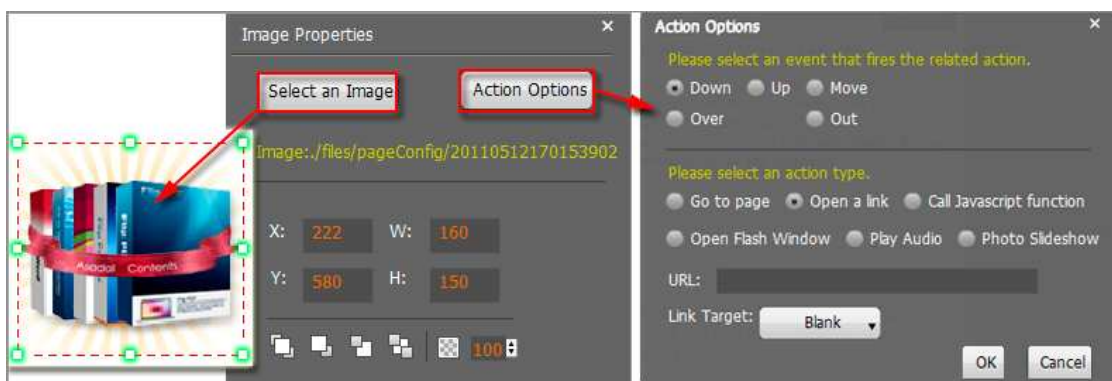 Image Properties
×
Select an Image
Action Options
Image:./files/pageConfig/20110512170153902
X: 222 W: 160
Y: 580 H: 150
100
Asadal Contents
Action Options
×
Please select an event that fires the related action.
Down Up Move
Over Out
Please select an action type.
Go to page Open a link Call Javascript function
Open Flash Window Play Audio Photo Slideshow
URL:
Link Target: Blank
OK Cancel